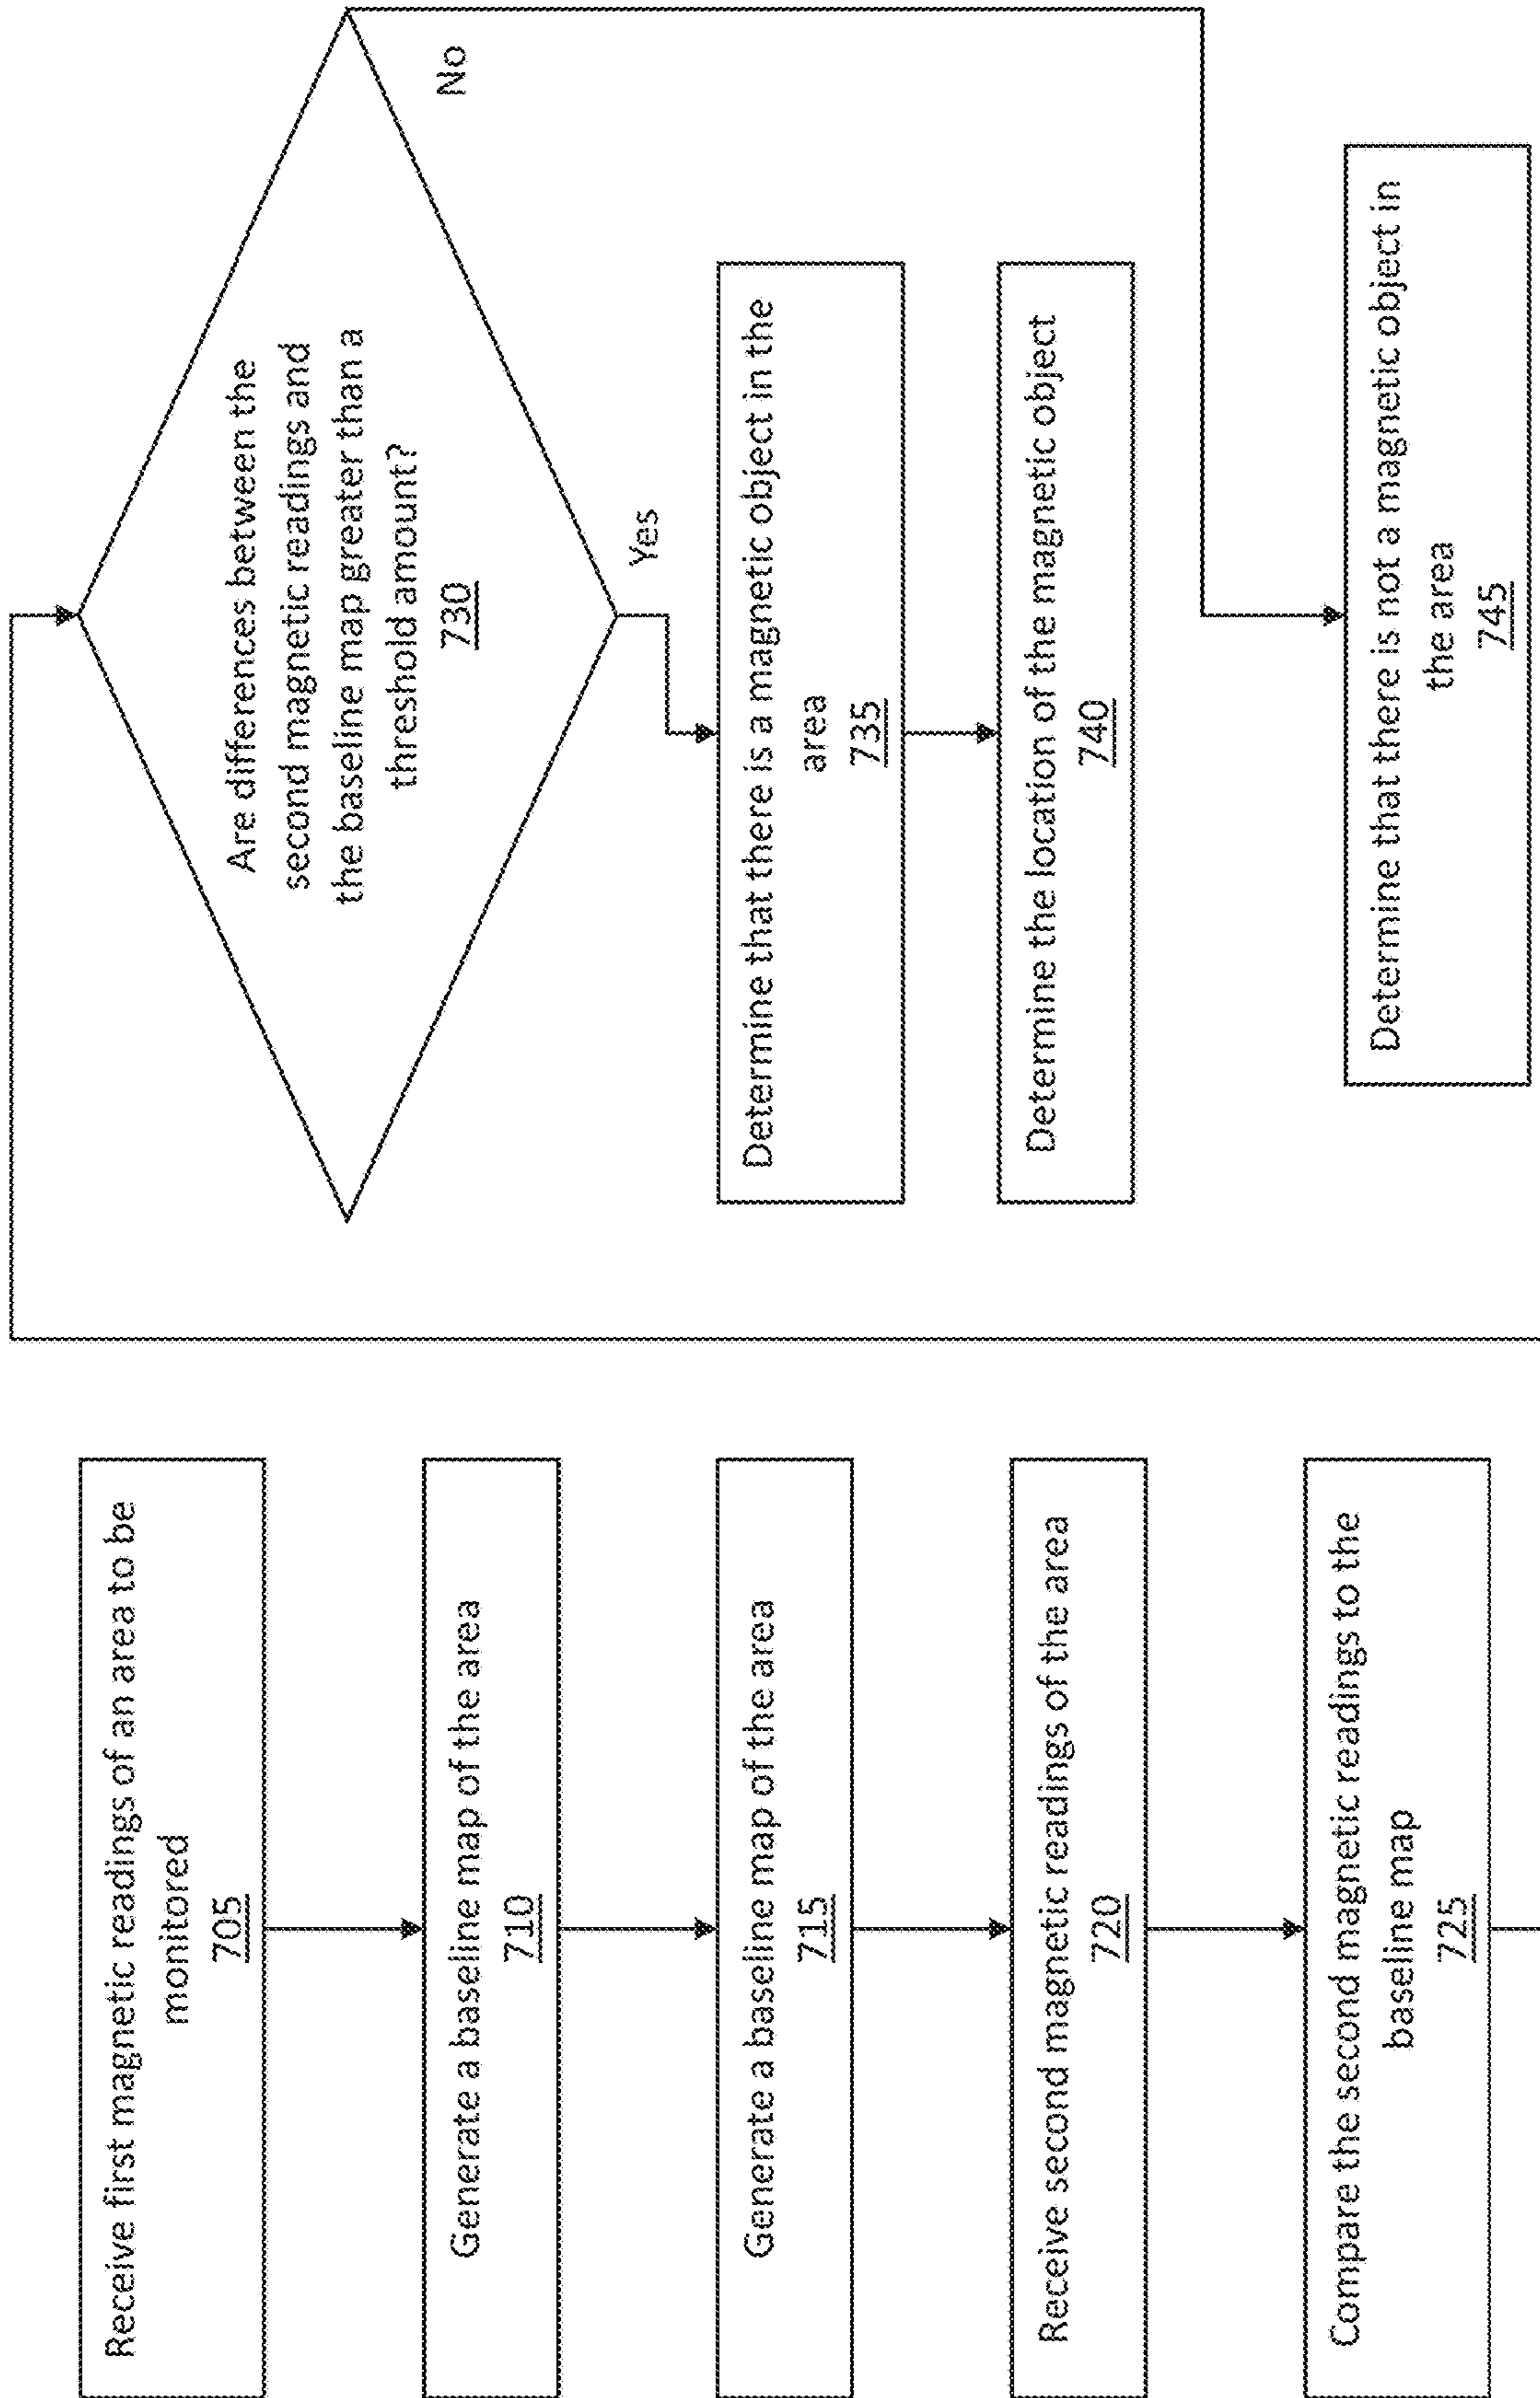 Receive first magnetic readings of an area to be
monitored
705
Generate a baseline map of the area
710
Generate a baseline map of the area
715
Receive second magnetic readings of the area
720
Compare the second magnetic readings to the
baseline map
725
Are differences between the
second magnetic readings and
the baseline map greater than a
threshold amount?
730
Yes
No
Determine that there is a magnetic object in the
area
735
Determine the location of the magnetic object
740
Determine that there is not a magnetic object in
the area
745